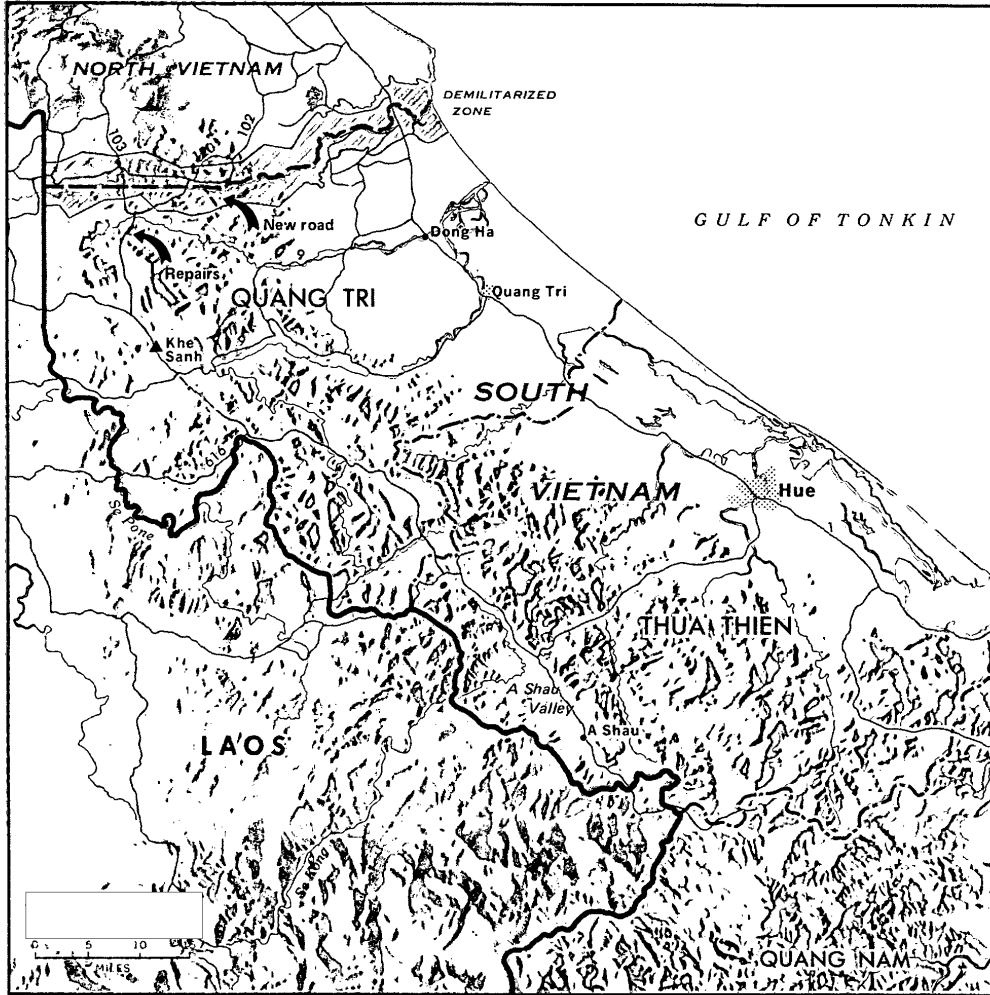 NORTH VIETNAM
DEMILITARIZED
ZONE
103
102
GULF OF TONKIN
New road
Dong Ha
9
Repairs
Quang Tri
QUANG TRI
Khe
Sanh
9
SOUTH
616
VIETNAM
Hue
THUA THIEN
A Shau
Valley
A Shau
LAOS
Se Kong
0 5 10
MILES
QUANG NAM